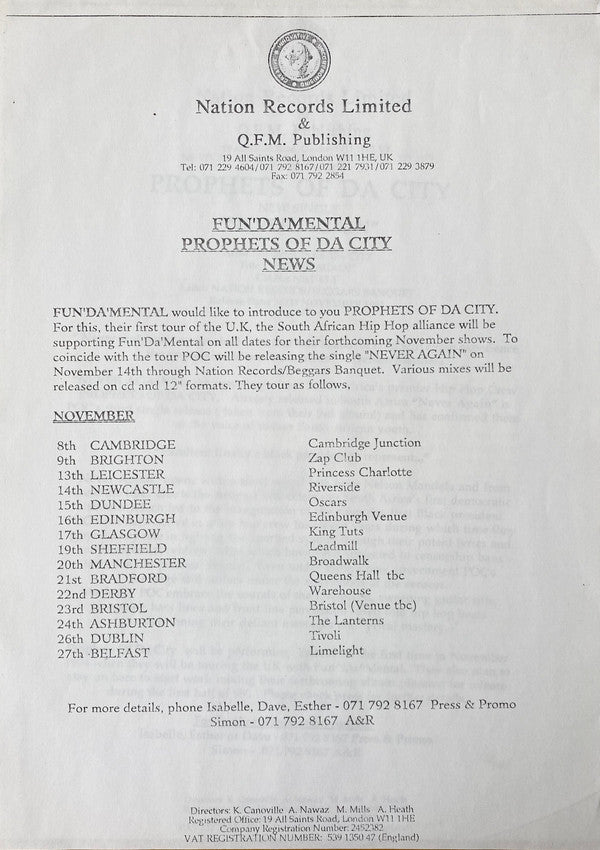 Nation Records Limited
&
Q.F.M. Publishing
19 All Saints Road, London W11 1HE, UK
Tel: 071 229 4604/071 792 8167/071 221 7931/071 229 3879
Fax: 071 792 2854
FUN'DA'MENTAL
PROPHETS OF DA CITY
NEWS
FUN'DA'MENTAL would like to introduce to you PROPHETS OF DA CITY.
For this, their first tour of the U.K, the South African Hip Hop alliance will be
supporting Fun'Da'Mental on all dates for their forthcoming November shows. To
coincide with the tour POC will be releasing the single "NEVER AGAIN" on
November 14th through Nation Records/Beggars Banquet. Various mixes will be
released on cd and 12" formats. They tour as follows,
NOVEMBER
8th CAMBRIDGE Cambridge Junction
9th BRIGHTON Zap Club
13th LEICESTER Princess Charlotte
14th NEWCASTLE Riverside
15th DUNDEE Oscars
16th EDINBURGH Edinburgh Venue
17th GLASGOW King Tuts
19th SHEFFIELD Leadmill
20th MANCHESTER Broadwalk
21st BRADFORD Queens Hall tbc
22nd DERBY Warehouse
23rd BRISTOL Bristol (Venue tbc)
24th ASHBURTON The Lanterns
26th DUBLIN Tivoli
27th BELFAST Limelight
For more details, phone Isabelle, Dave, Esther - 071 792 8167 Press & Promo
Simon - 071 792 8167 A&R
Directors: K. Canoville A. Nawaz M. Mills A. Heath
Registered Office: 19 All Saints Road, London W11 1HE
Company Registration Number: 2452382
VAT REGISTRATION NUMBER: 539 1350 47 (England)